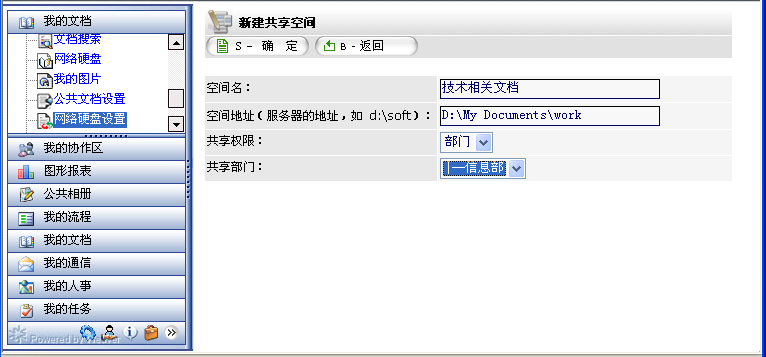 我的文档
文档搜索
网络硬盘
我的图片
公共文档设置
网络硬盘设置
我的协作区
图形报表
公共相册
我的流程
我的文档
我的通信
我的人事
我的任务
Powered by Weaver
新建共享空间
S - 确 定
B - 返回
空间名：
技术相关文档
空间地址(服务器的地址，如 d:\soft)：
D:\My Documents\work
共享权限：
部门
共享部门：
|—信息部